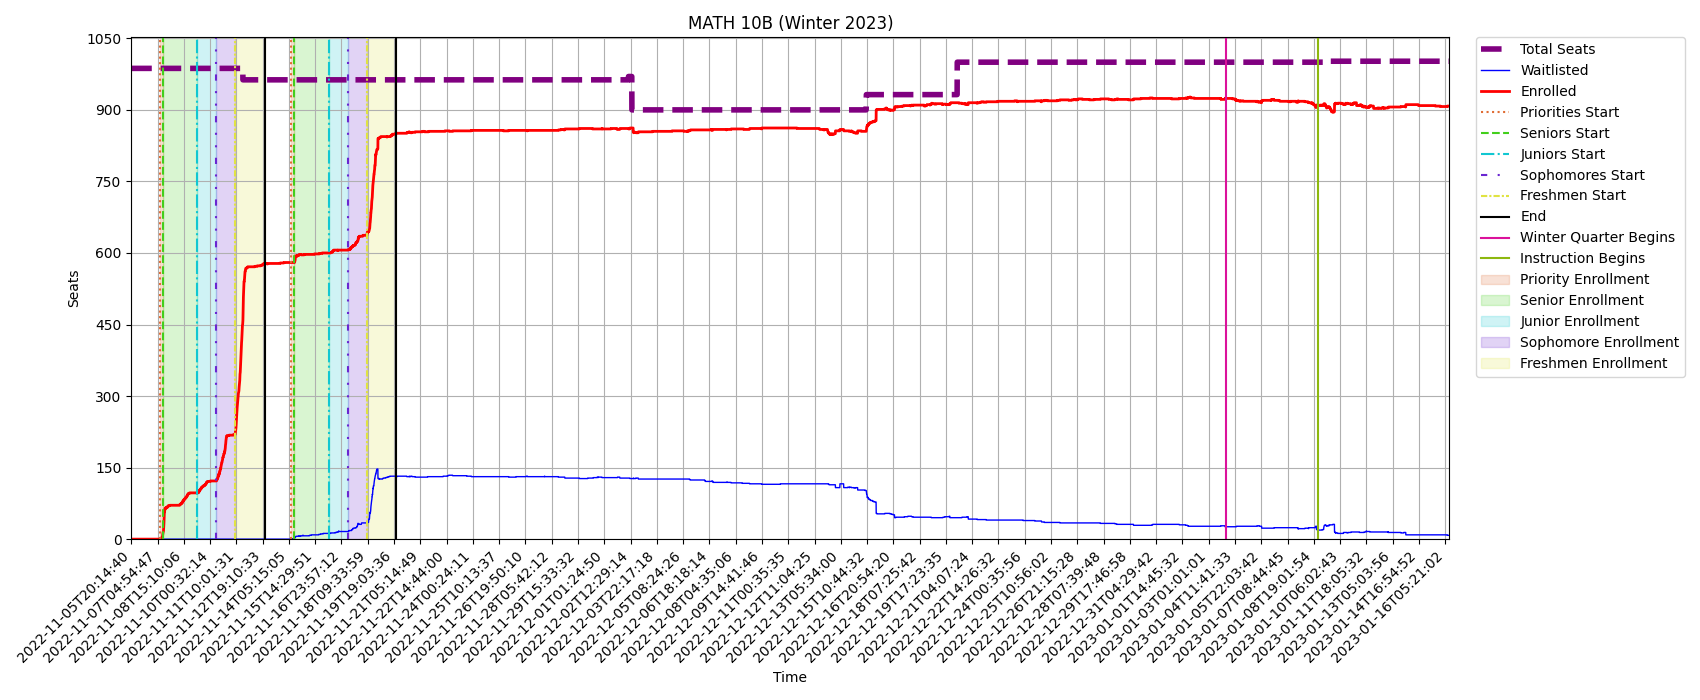 MATH 10B (Winter 2023)
1050
900
750
600
450
300
150
0
Seats
2022-11-05T20:14:40
2022-11-07T04:54:47
2022-11-08T15:10:06
2022-11-10T00:32:14
2022-11-11T10:01:31
2022-11-12T19:10:33
2022-11-14T05:15:05
2022-11-15T14:29:51
2022-11-16T23:57:12
2022-11-18T09:33:59
2022-11-19T19:03:36
2022-11-21T05:14:49
2022-11-22T14:44:00
2022-11-24T00:24:11
2022-11-25T10:13:37
2022-11-26T19:50:10
2022-11-28T05:42:12
2022-11-29T15:33:32
2022-12-01T01:24:50
2022-12-02T12:29:14
2022-12-03T22:17:18
2022-12-05T08:24:26
2022-12-06T18:18:14
2022-12-08T04:35:06
2022-12-09T14:41:46
2022-12-11T00:35:35
2022-12-12T11:04:25
2022-12-13T05:34:00
2022-12-15T10:44:32
2022-12-16T20:54:20
2022-12-18T07:25:42
2022-12-19T17:23:35
2022-12-21T04:07:24
2022-12-22T14:26:32
2022-12-24T00:35:56
2022-12-25T10:56:02
2022-12-26T21:15:28
2022-12-28T07:39:48
2022-12-29T17:46:58
2022-12-31T04:29:42
2023-01-01T14:45:32
2023-01-03T01:01:01
2023-01-04T11:41:33
2023-01-05T22:03:42
2023-01-07T08:44:45
2023-01-08T19:01:54
2023-01-10T06:02:43
2023-01-11T18:05:32
2023-01-13T05:03:56
2023-01-14T16:54:52
2023-01-16T05:21:02
Time
Total Seats
Waitlisted
Enrolled
Priorities Start
Seniors Start
Juniors Start
Sophomores Start
Freshmen Start
End
Winter Quarter Begins
Instruction Begins
Priority Enrollment
Senior Enrollment
Junior Enrollment
Sophomore Enrollment
Freshmen Enrollment